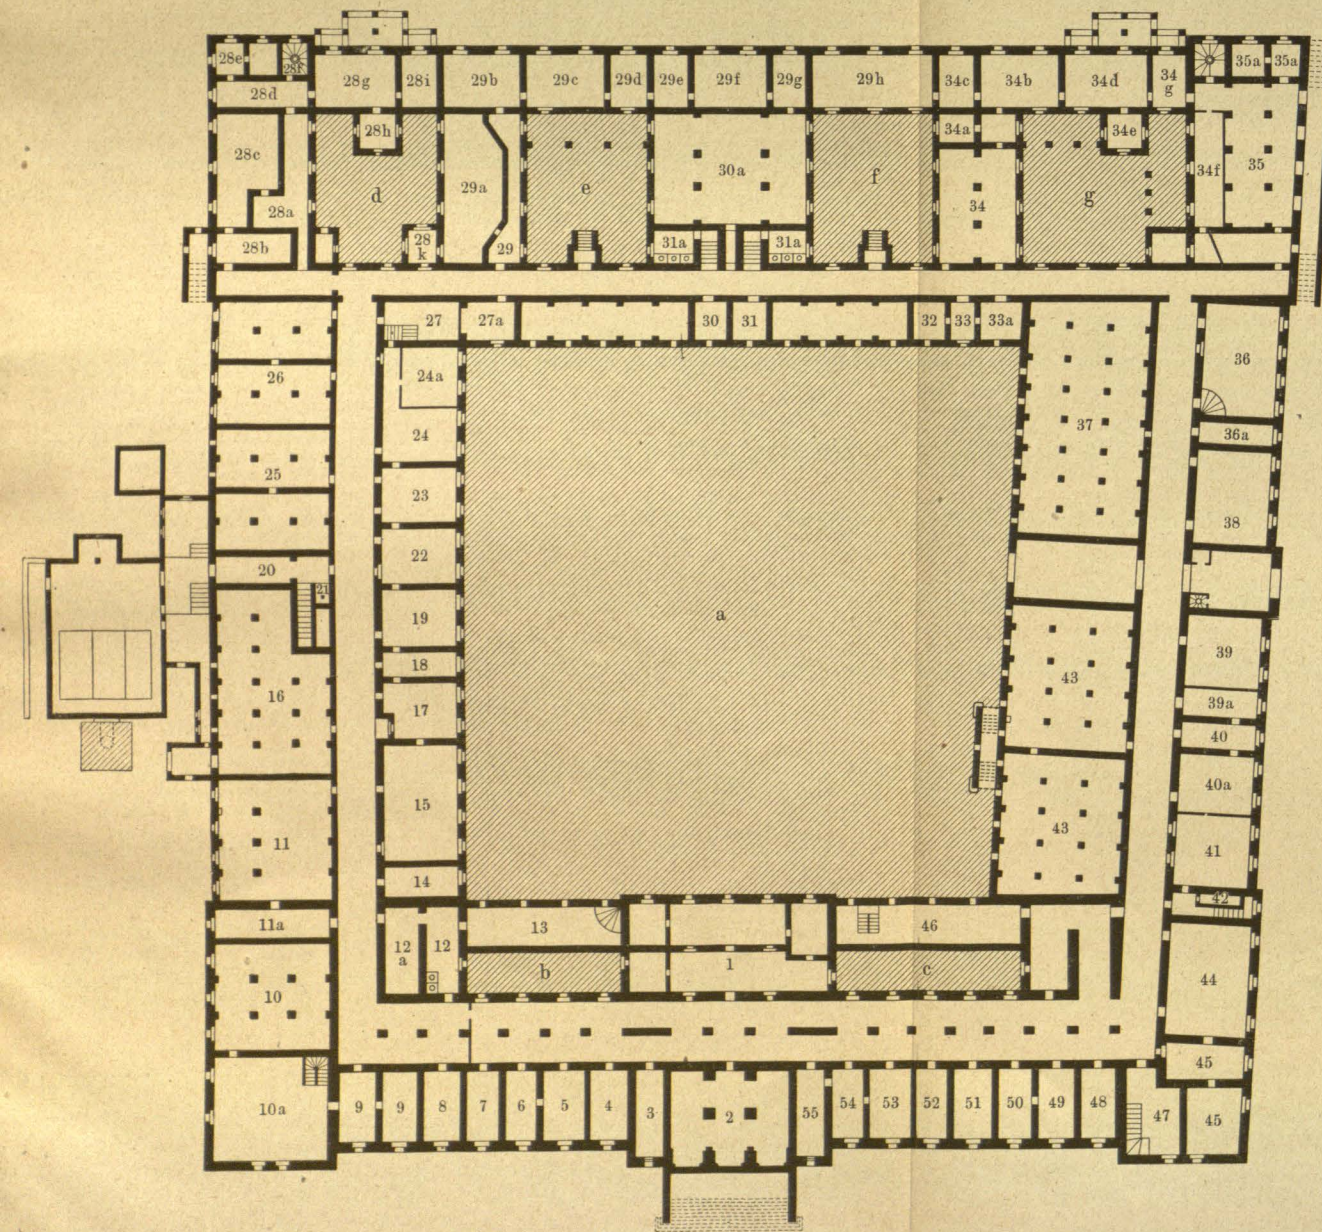 28e 28f 35a 35a
28g 28i 29b 29c 29d 29e 29f 29g 29h 34c 34b 34d 34 g
28d
28h 34a 34e
28c 30a 34f 35
d 29a e f g
28a 34
28b 28 k 29 31a 31a
27 27a 30 31 32 33 33a
36
26 24a
37
24 36a
25
23 38
22
20
21
19 a
18 39
16 43
17 39a
40
15 40a
11 43 41
14 42
11a 13 46
12 a 12 1
b c 44
10
45
10a 9 9 8 7 6 5 4 3 2 55 54 53 52 51 50 49 48 47 45